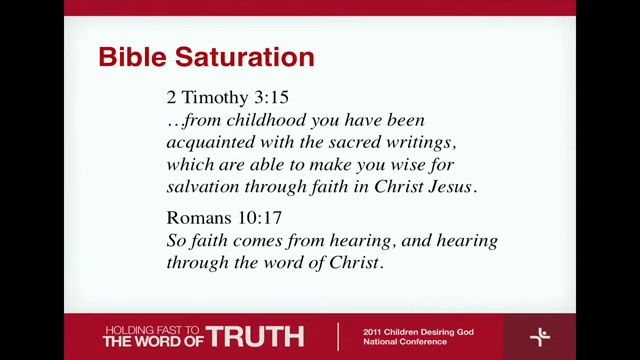 Bible Saturation
2 Timothy 3:15
…from childhood you have been
acquainted with the sacred writings,
which are able to make you wise for
salvation through faith in Christ Jesus.
Romans 10:17
So faith comes from hearing, and hearing
through the word of Christ.
HOLDING FAST TO
THE WORD OF TRUTH
2011 Children Desiring God
National Conference